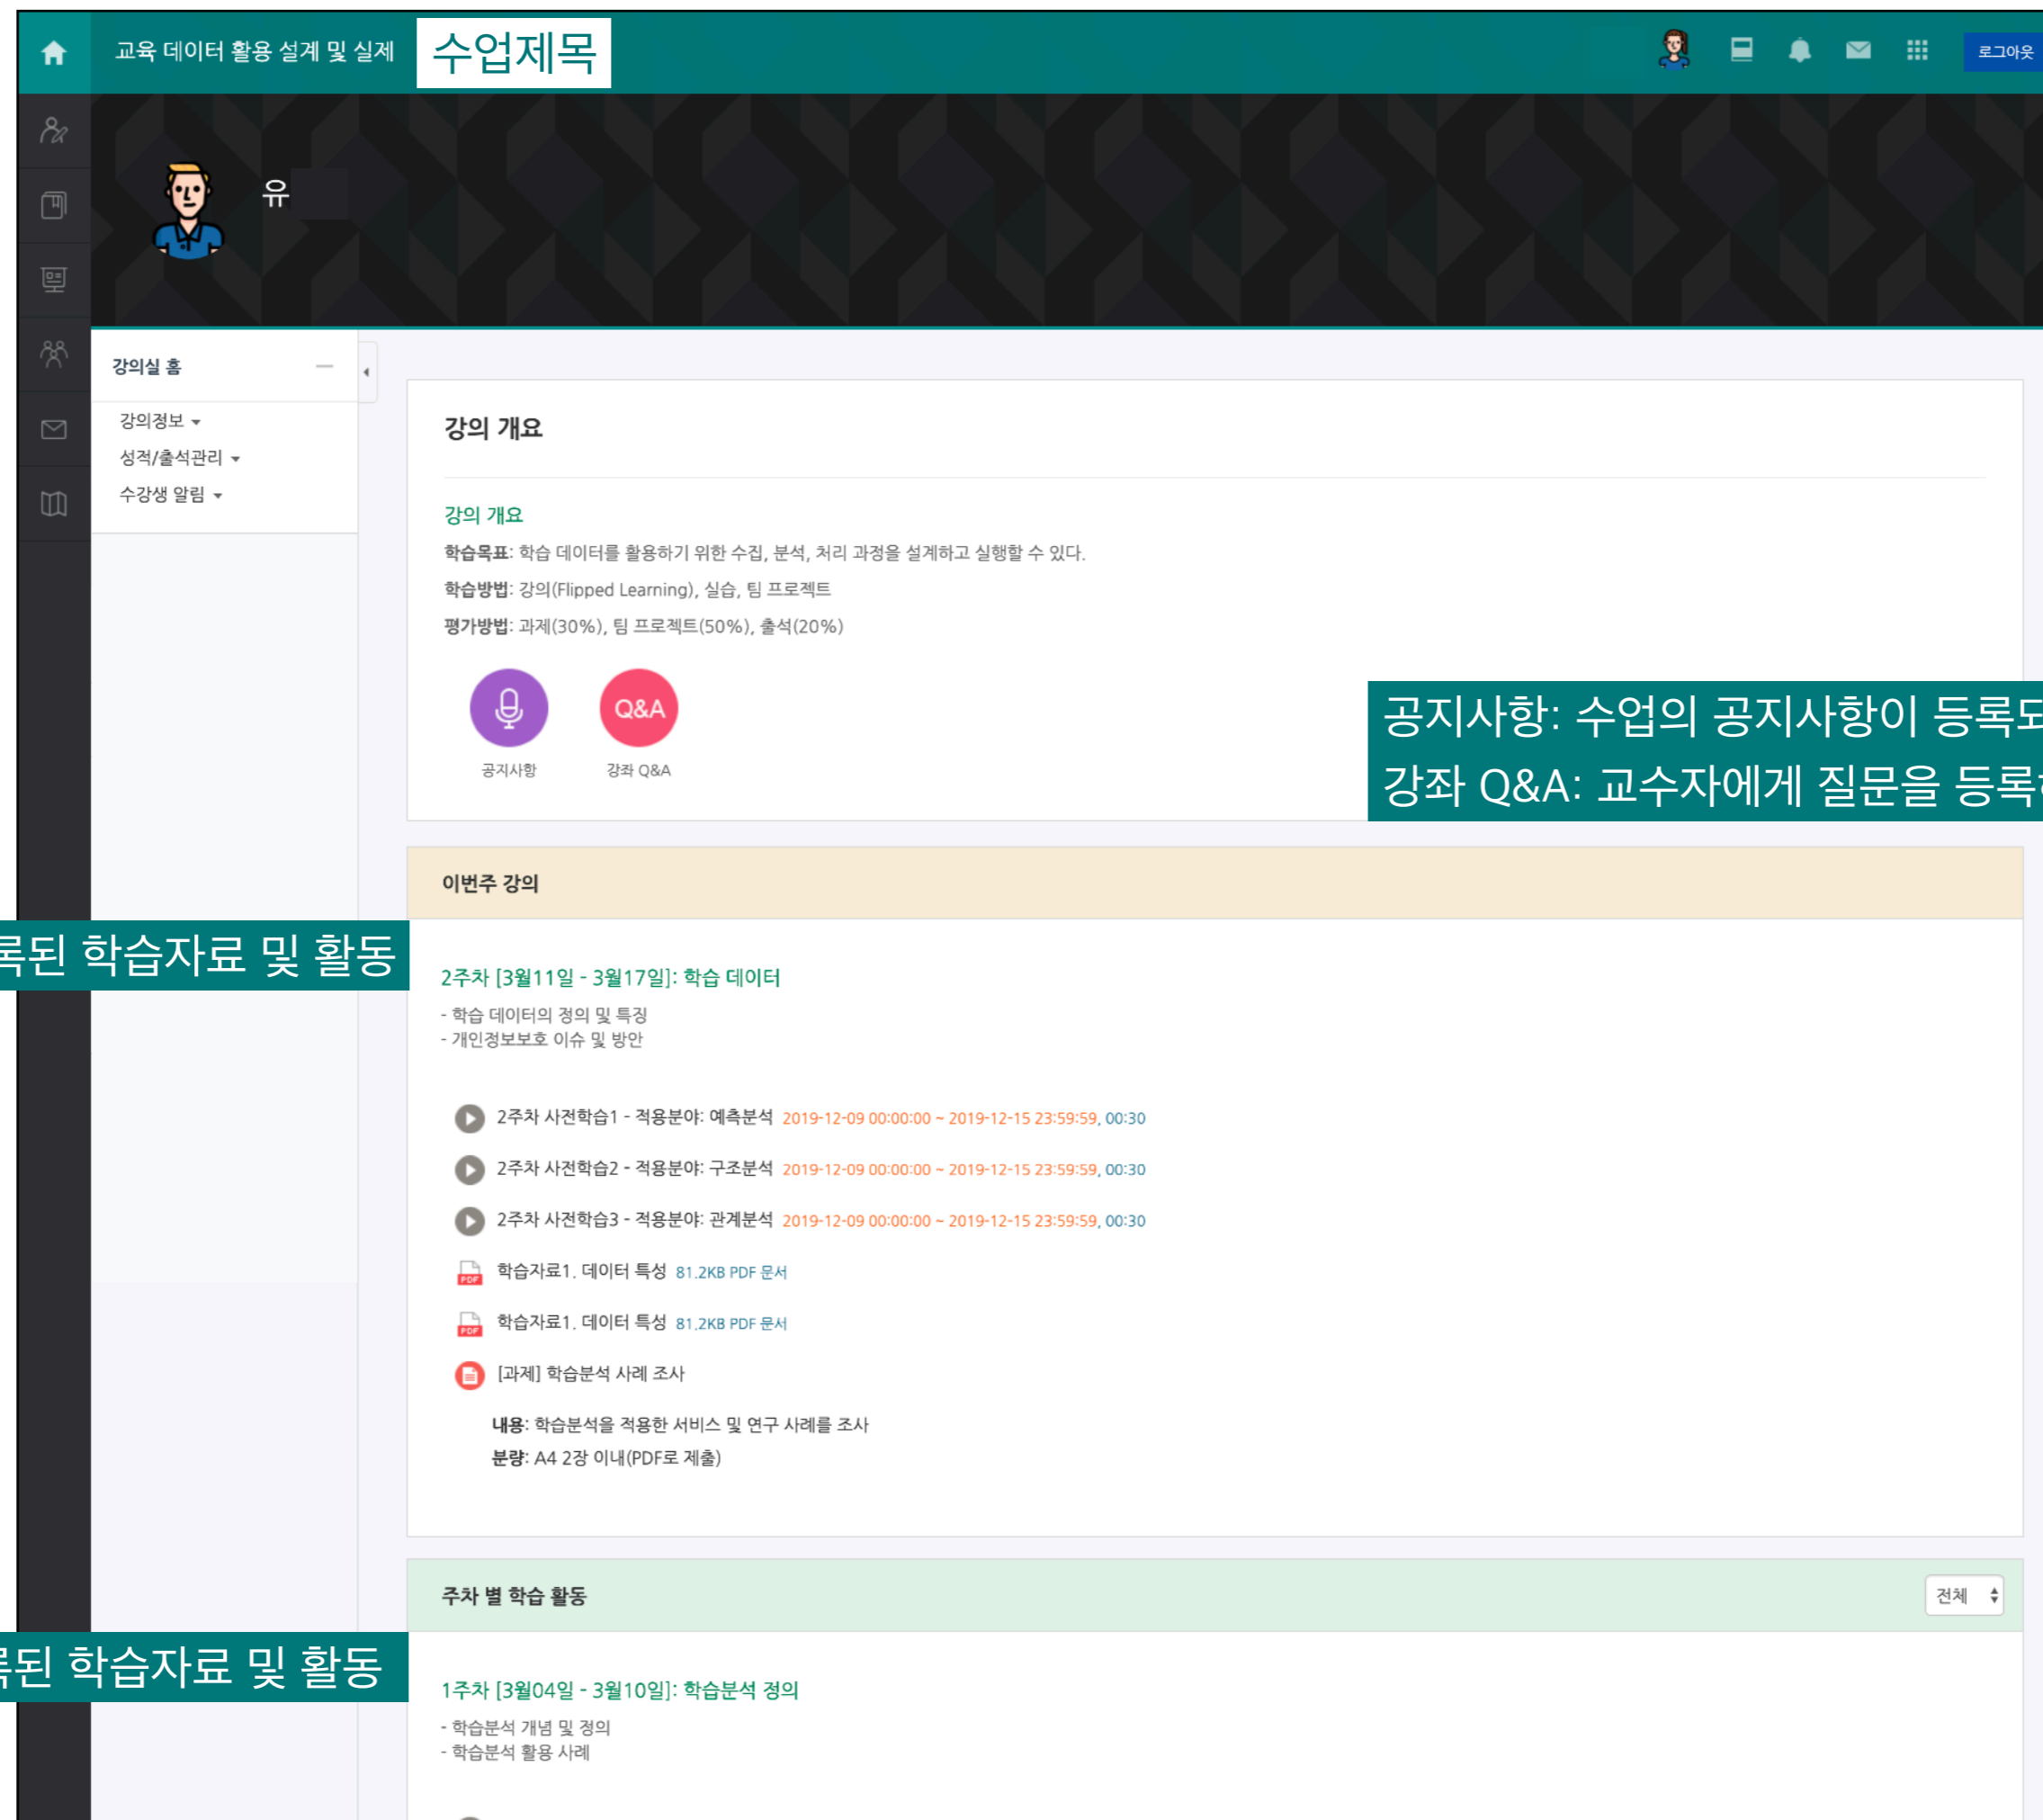 교육 데이터 활용 설계 및 실제
수업제목
로그아웃
유
강의실 홈
강의정보
성적/출석관리
수강생 알림
강의 개요
강의 개요
학습목표: 학습 데이터를 활용하기 위한 수집, 분석, 처리 과정을 설계하고 실행할 수 있다.
학습방법: 강의(Flipped Learning), 실습, 팀 프로젝트
평가방법: 과제(30%), 팀 프로젝트(50%), 출석(20%)
Q&A
공지사항
강좌 Q&A
공지사항: 수업의 공지사항이
강좌 Q&A: 교수자에게 질문을
이번주 강의
학습자료 및 활동
2주차 [3월11일 - 3월17일]: 학습 데이터
- 학습 데이터의 정의 및 특징
- 개인정보보호 이슈 및 방안
2주차 사전학습1 - 적용분야: 예측분석 2019-12-09 00:00:00 ~ 2019-12-15 23:59:59, 00:30
2주차 사전학습2 - 적용분야: 구조분석 2019-12-09 00:00:00 ~ 2019-12-15 23:59:59, 00:30
2주차 사전학습3 - 적용분야: 관계분석 2019-12-09 00:00:00 ~ 2019-12-15 23:59:59, 00:30
PDF 학습자료1. 데이터 특성 81.2KB PDF 문서
PDF 학습자료1. 데이터 특성 81.2KB PDF 문서
[과제] 학습분석 사례 조사
내용: 학습분석을 적용한 서비스 및 연구 사례를 조사
분량: A4 2장 이내(PDF로 제출)
주차 별 학습 활동
전체
학습자료 및 활동
1주차 [3월04일 - 3월10일]: 학습분석 정의
- 학습분석 개념 및 정의
- 학습분석 활용 사례